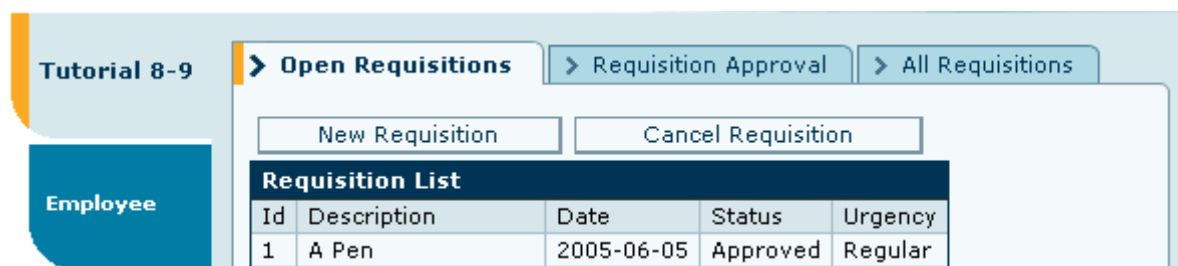 Tutorial 8-9
Open Requisitions
Requisition Approval
All Requisitions
New Requisition
Cancel Requisition
Requisition List
Id Description Date Status Urgency
1 A Pen 2005-06-05 Approved Regular
Employee